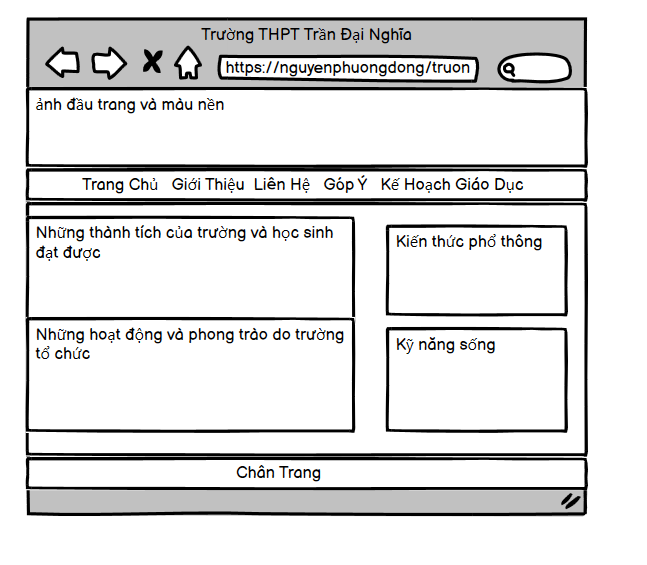 Trường THPT Trần Đại Nghĩa
https://nguyenphuongdong/truon
ảnh đầu trang và màu nền
Trang Chủ Giới Thiệu Liên Hệ Góp Ý Kế Hoạch Giáo Dục
Những thành tích của trường và học sinh
đạt được
Kiến thức phổ thông
Những hoạt động và phong trào do trường
tổ chức
Kỹ năng sống
Chân Trang